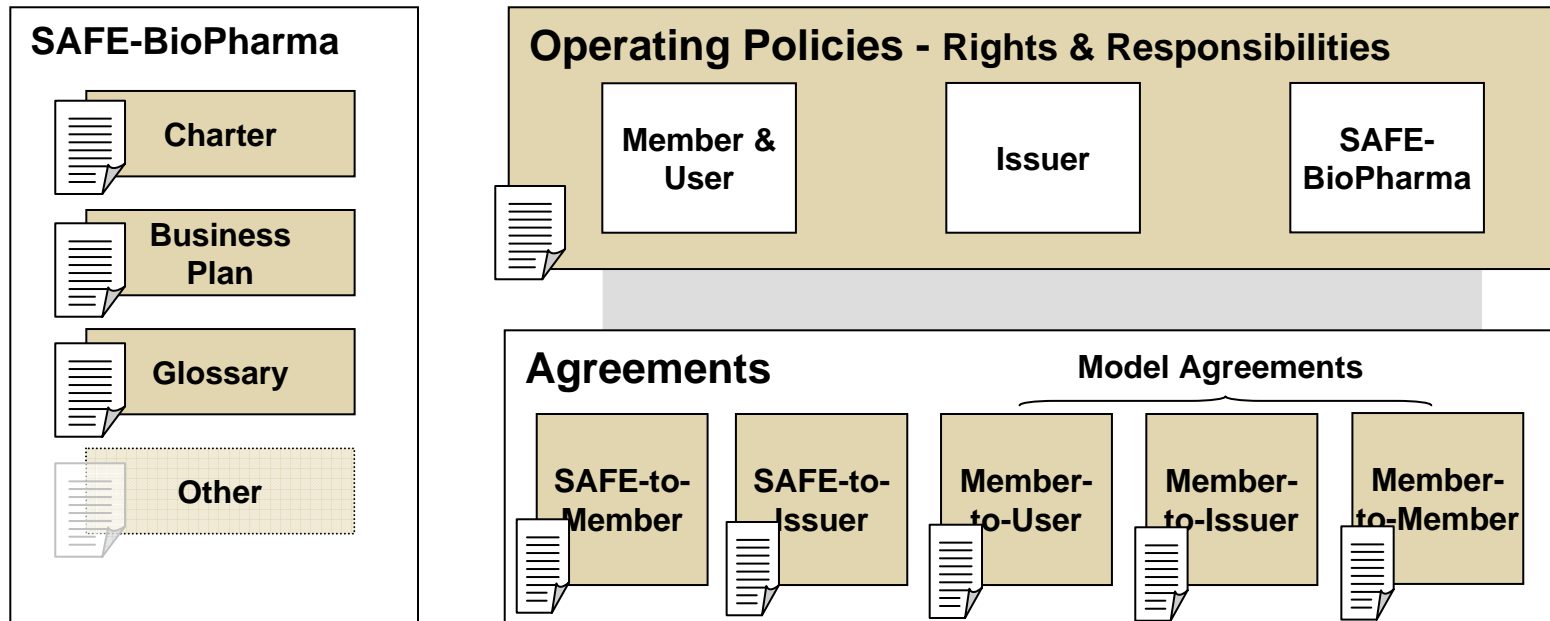 SAFE-BioPharma
Charter
Business
Plan
Glossary
Other
Operating Policies - Rights & Responsibilities
Member &
User
Issuer
SAFE-
BioPharma
Agreements
Model Agreements
SAFE-to-
Member
SAFE-to-
Issuer
Member-
to-User
Member-
to-Issuer
Member-
to-Member